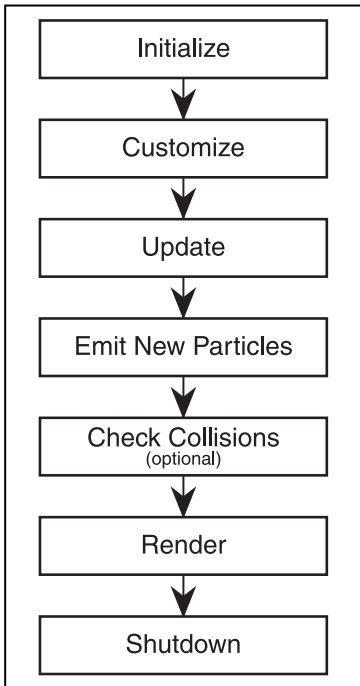 Initialize
Customize
Update
Emit New Particles
Check Collisions
(optional)
Render
Shutdown